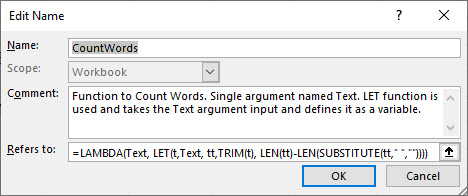 Edit Name
? ×
Name:
CountWords
Scope:
Workbook
Comment:
Function to Count Words. Single argument named Text. LET function is
used and takes the Text argument input and defines it as a variable.
Refers to:
=LAMBDA(Text, LET(t,Text, tt,TRIM(t), LEN(tt)-LEN(SUBSTITUTE(tt," ",""))))
OK
Cancel